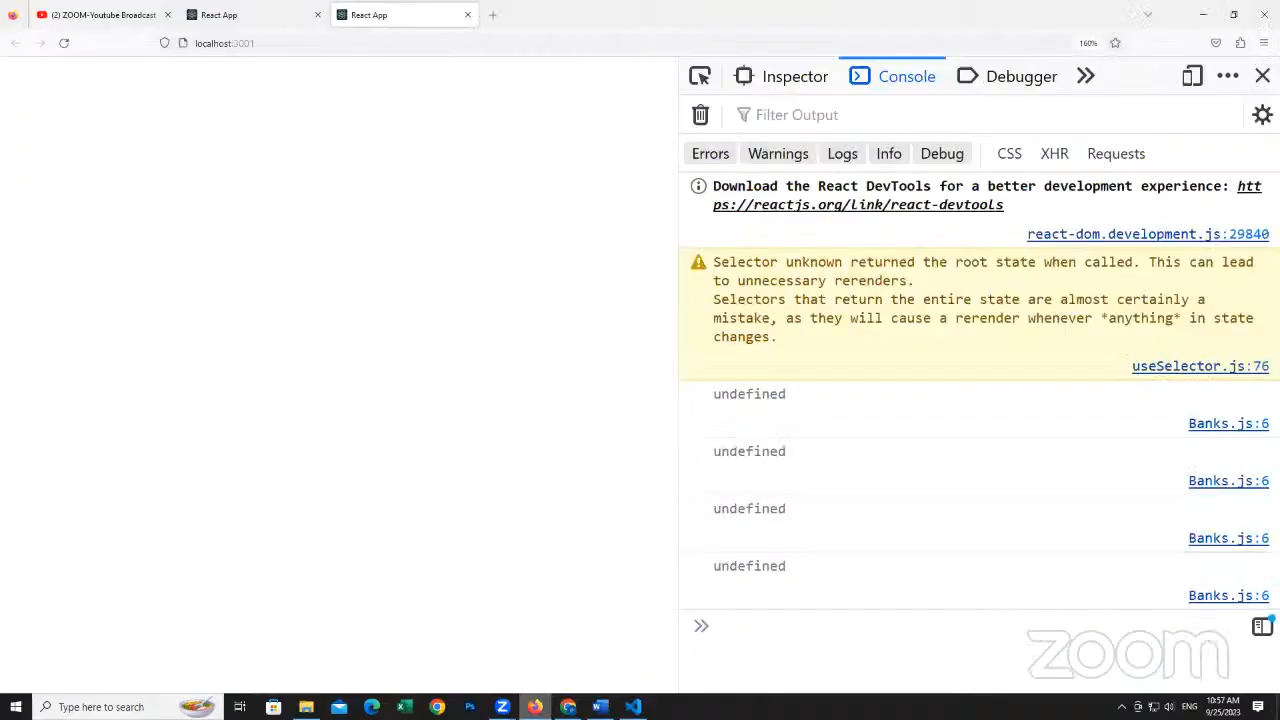 (2) ZOOM-Youtube Broadcast
React App
React App
localhost:3001
160%
Inspector
Console
Debugger
Filter Output
Errors
Warnings
Logs
Info
Debug
CSS
XHR
Requests
Download the React DevTools for a better development experience: htt
ps://reactjs.org/link/react-devtools
react-dom.development.js:29840
Selector unknown returned the root state when called. This can lead
to unnecessary rerenders.
Selectors that return the entire state are almost certainly a
mistake, as they will cause a rerender whenever *anything* in state
changes.
useSelector.js:76
undefined
Banks.js:6
undefined
Banks.js:6
undefined
Banks.js:6
undefined
Banks.js:6
zoom
Type here to search
ENG
10:57 AM
9/25/2023